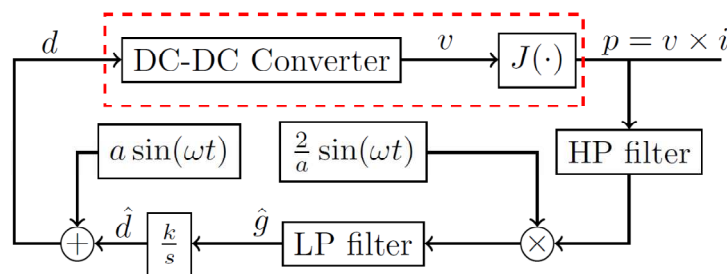 d
DC-DC Converter
v
J(·)
p = v × i
a sin(ωt)
2/a sin(ωt)
HP filter
+
d̂
k/s
ĝ
LP filter
×